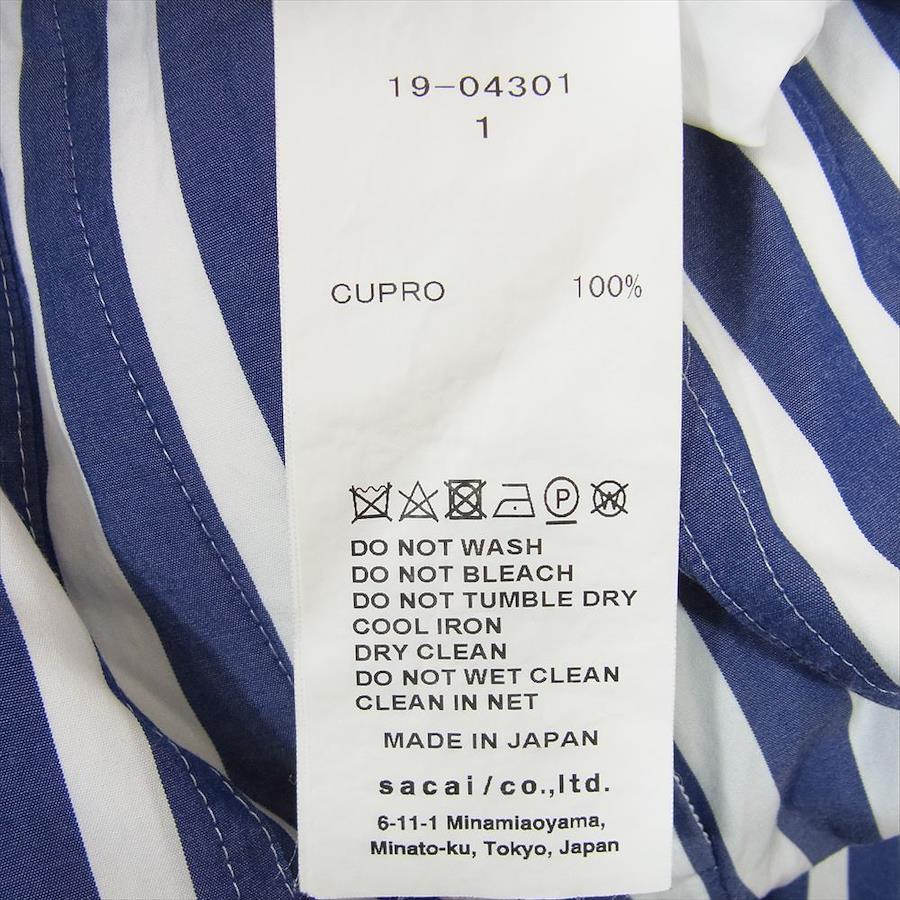 19-04301
1
CUPRO 100%
P W
DO NOT WASH
DO NOT BLEACH
DO NOT TUMBLE DRY
COOL IRON
DRY CLEAN
DO NOT WET CLEAN
CLEAN IN NET
MADE IN JAPAN
sacai/co.,ltd.
6-11-1 Minamiaoyama,
Minato-ku, Tokyo, Japan